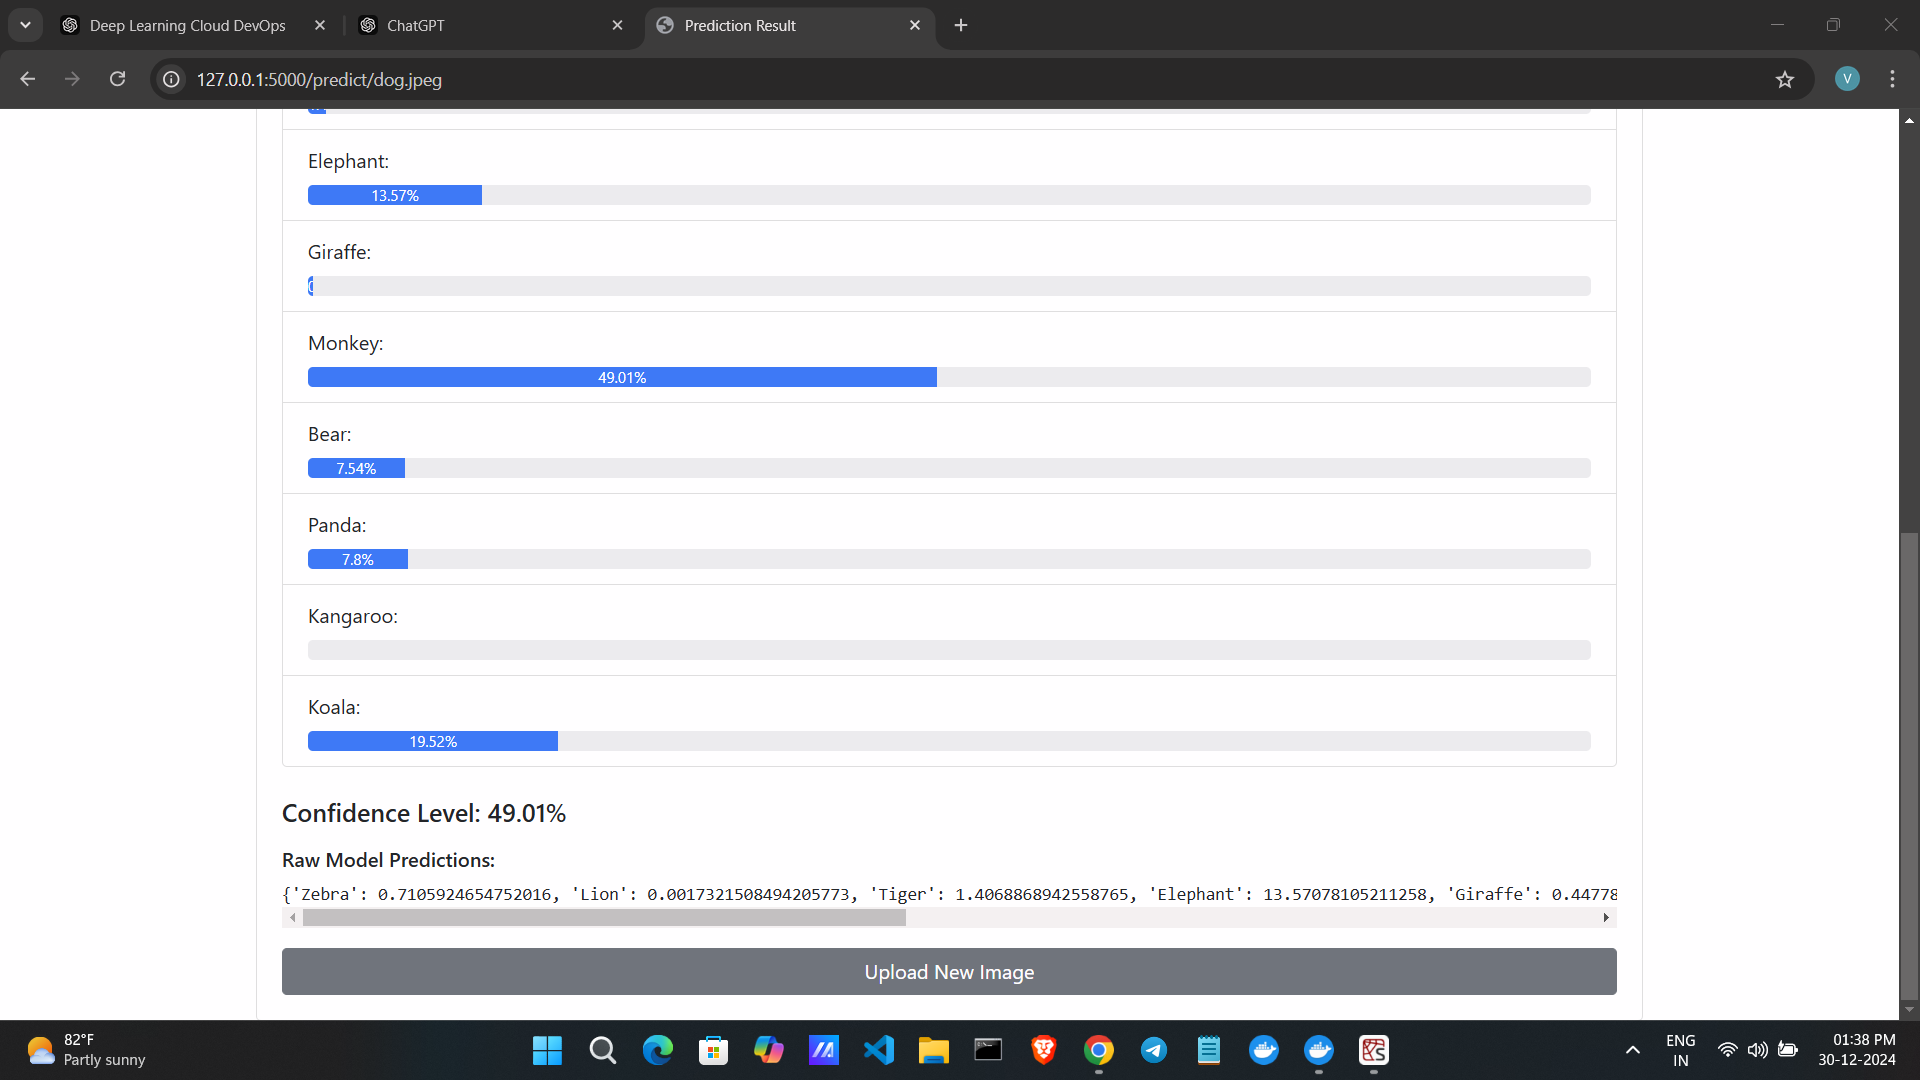 Deep Learning Cloud DevOps
ChatGPT
Prediction Result
127.0.0.1:5000/predict/dog.jpeg
V
Elephant:
13.57%
Giraffe:
Monkey:
49.01%
Bear:
7.54%
Panda:
7.8%
Kangaroo:
Koala:
19.52%
Confidence Level: 49.01%
Raw Model Predictions:
{'Zebra': 0.7105924654752016, 'Lion': 0.0017321508494205773, 'Tiger': 1.4068868942558765, 'Elephant': 13.57078105211258, 'Giraffe': 0.44778
Upload New Image
82°F
Partly sunny
ENG
IN
01:38 PM
30-12-2024